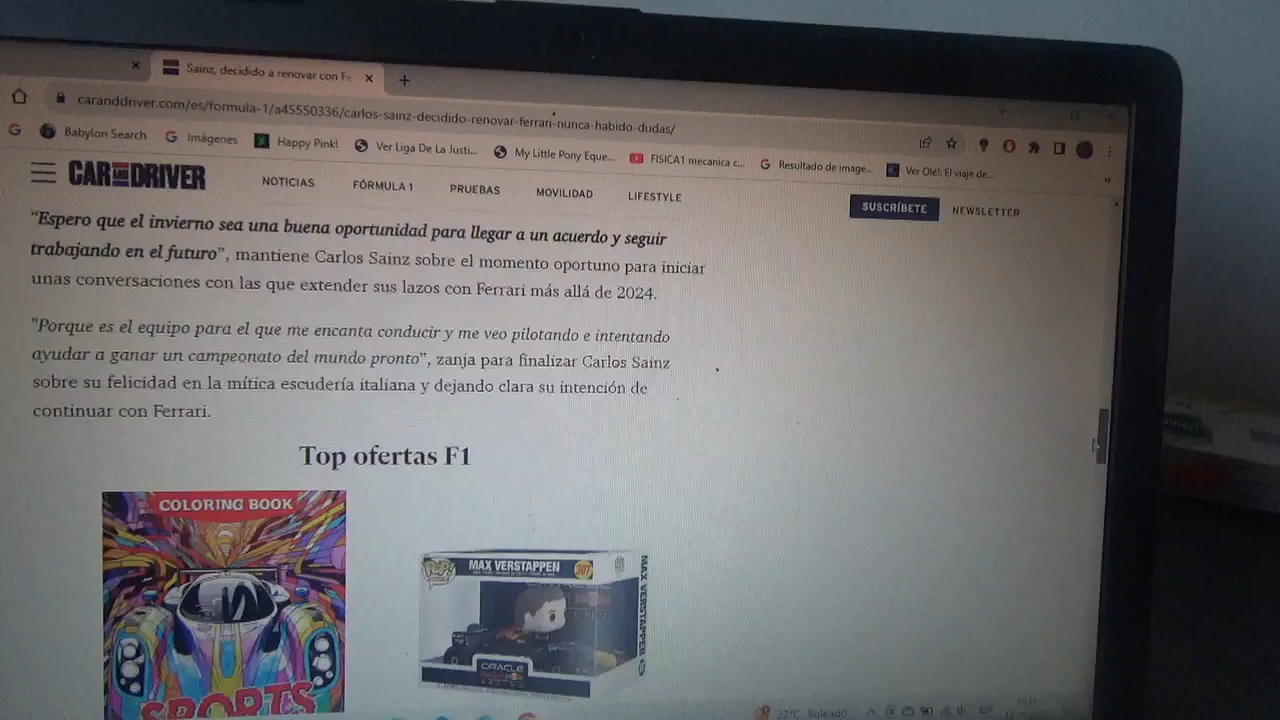 Sainz, decidido a renovar con Fe
caranddriver.com/es/formula-1/a45550336/carlos-sainz-decidido-renovar-ferrari-nunca-habido-dudas/
Babylon Search
Imágenes
Happy Pink!
Ver Liga De La Justi...
My Little Pony Eque...
FISICA1 mecanica c...
Resultado de image...
Ver Olé!: El viaje de...
CAR AND DRIVER
NOTICIAS
FÓRMULA 1
PRUEBAS
MOVILIDAD
LIFESTYLE
SUSCRÍBETE
NEWSLETTER
“Espero que el invierno sea una buena oportunidad para llegar a un acuerdo y seguir
trabajando en el futuro”, mantiene Carlos Sainz sobre el momento oportuno para iniciar
unas conversaciones con las que extender sus lazos con Ferrari más allá de 2024.
"Porque es el equipo para el que me encanta conducir y me veo pilotando e intentando
ayudar a ganar un campeonato del mundo pronto”, zanja para finalizar Carlos Sainz
sobre su felicidad en la mítica escudería italiana y dejando clara su intención de
continuar con Ferrari.
Top ofertas F1
COLORING BOOK
SPORTS
POP!
MAX VERSTAPPEN
307
MAX VERSTAPPEN
ORACLE
22°C Soleado